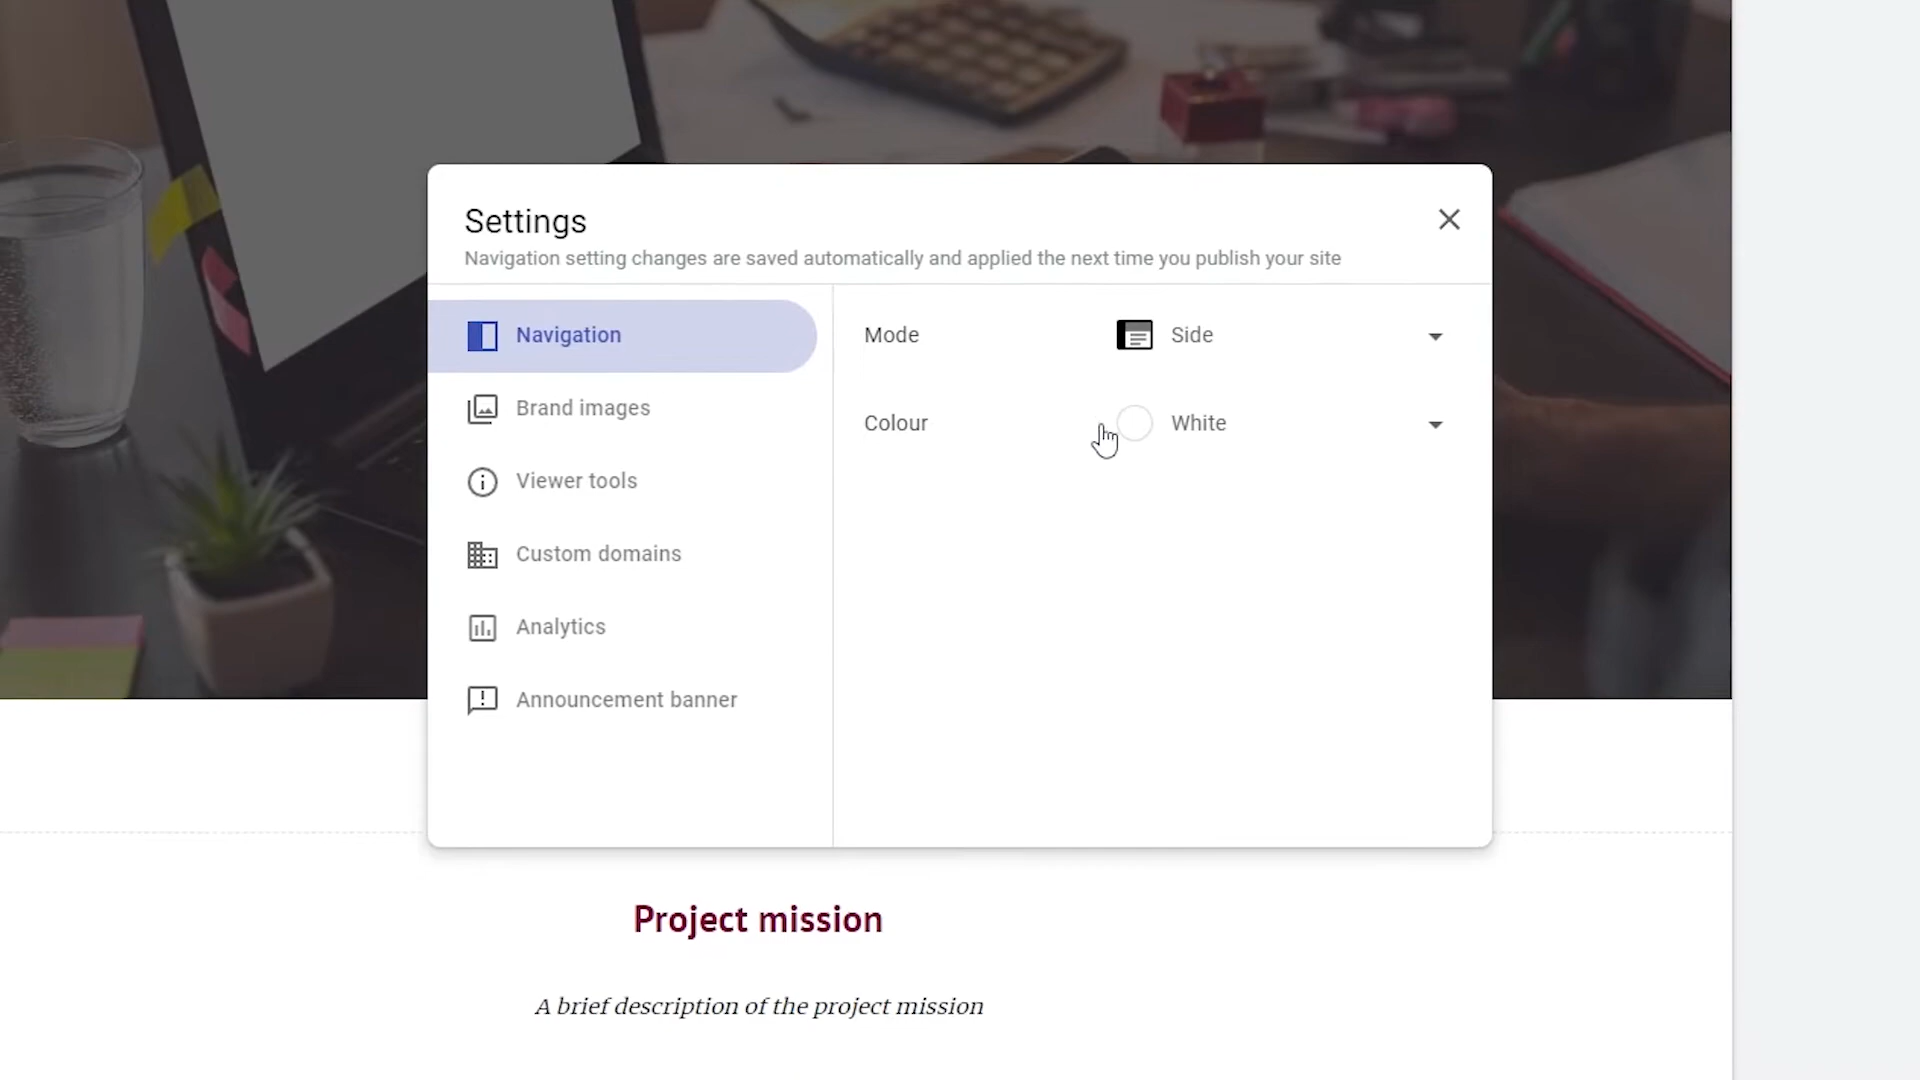 Settings
Navigation setting changes are saved automatically and applied the next time you publish your site
Navigation
Brand images
Viewer tools
Custom domains
Analytics
Announcement banner
Mode
Side
Colour
White
Project mission
A brief description of the project mission